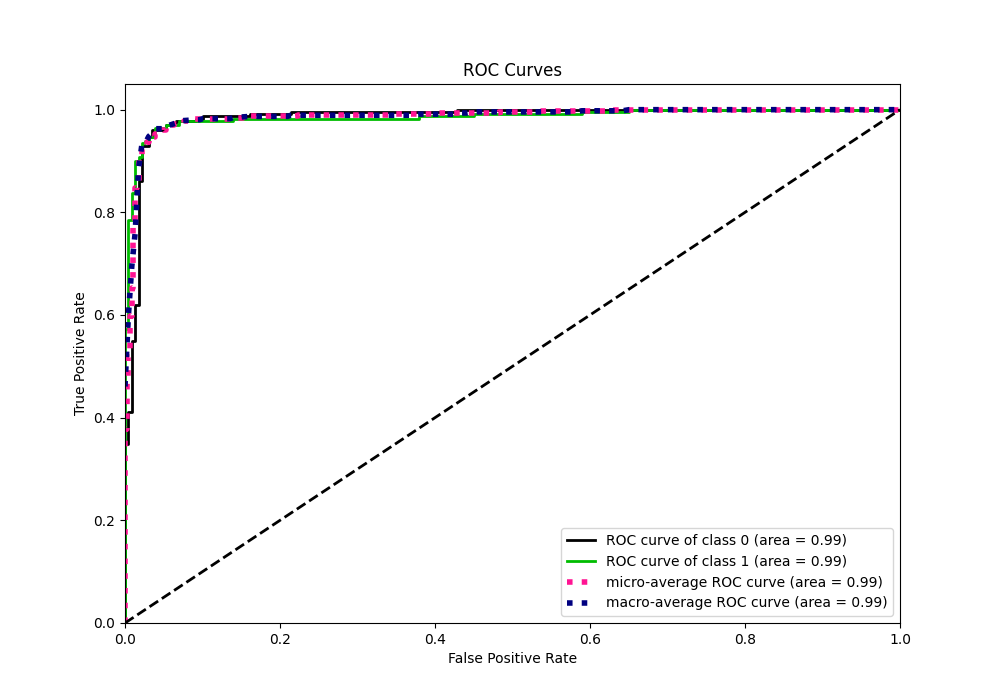 ROC Curves
True Positive Rate
1.0
0.8
0.6
0.4
0.2
0.0
0.0 0.2 0.4 0.6 0.8 1.0
False Positive Rate
ROC curve of class 0 (area = 0.99)
ROC curve of class 1 (area = 0.99)
micro-average ROC curve (area = 0.99)
macro-average ROC curve (area = 0.99)